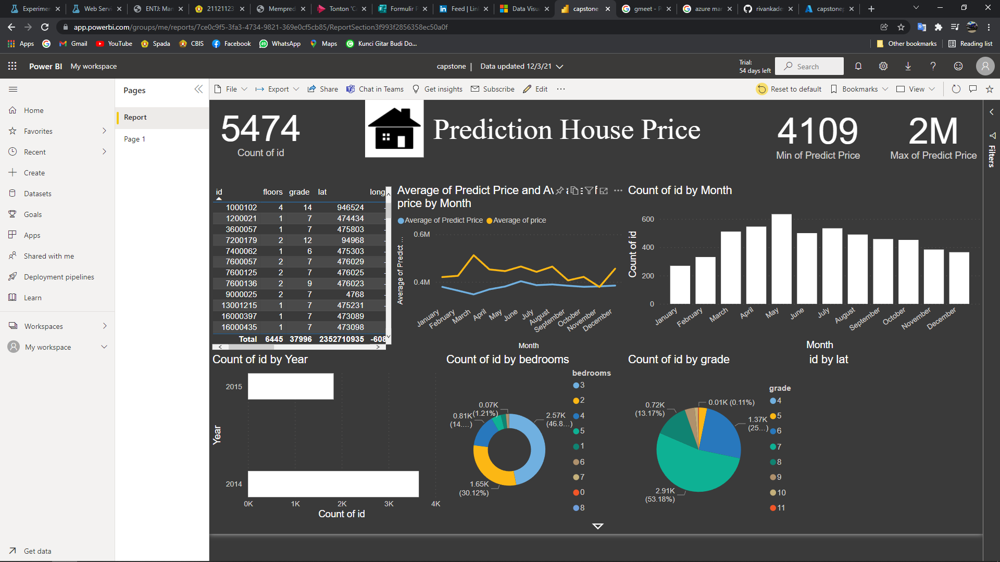 Experimen
Web Servi
ENTJ: Man
21121123
Mempred
Tonton 'C
Formulir P
Feed | Lin
Data Visua
capstone
gmeet - P
azure mar
rivankade
capstonep
app.powerbi.com/groups/me/reports/7ce0c9f5-3fa3-4734-9821-369e0cf5cb85/ReportSection3f993f2856358ec50a0f
Apps
Gmail
YouTube
Spada
CBIS
Facebook
WhatsApp
Maps
Kunci Gitar Budi Do...
Other bookmarks
Reading list
Power BI
My workspace
capstone |
Data updated 12/3/21
Trial:
54 days left
Search
Pages
File
Export
Share
Chat in Teams
Get insights
Subscribe
Edit
Reset to default
Bookmarks
View
Home
Favorites
Recent
Create
Datasets
Goals
Apps
Shared with me
Deployment pipelines
Learn
Workspaces
My workspace
Get data
Report
Page 1
Filters
5474
Count of id
Prediction House Price
4109
Min of Predict Price
2M
Max of Predict Price
id floors grade lat long
1000102 4 14 946524 -
1200021 1 7 474434 -
3600057 1 7 475803 -
7200179 2 12 94968 -
7400062 1 6 475303 -
7600057 2 7 476029 -
7600125 2 7 476025 -
7600136 2 9 476023 -
9000025 2 7 4768 -
13001215 1 7 475231 -
16000397 1 7 473089 -
16000435 1 7 473098 -
Total 6445 37996 2352710935 -608
Average of Predict Price and Av
price by Month
Average of Predict Price
Average of price
Average of Predict ...
0.6M
0.4M
January
February
March
April
May
June
July
August
September
October
November
December
Month
Count of id by Month
Count of id
600
400
200
0
January
February
March
April
May
June
July
August
September
October
November
December
Month
Count of id by Year
Year
2015
2014
0K
1K
2K
3K
4K
Count of id
Count of id by bedrooms
bedrooms
3
2
4
5
1
6
7
0
8
0.07K
(1.21%)
0.81K
(14....)
2.57K
(46.8...)
1.65K
(30.12%)
Count of id by grade
grade
4
5
6
7
8
9
10
11
0.72K
(13.17%)
0.01K (0.11%)
1.37K
(25...)
2.91K
(53.18%)
id by lat